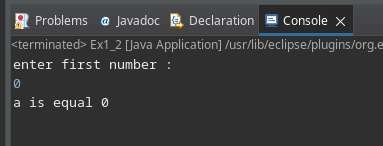 Problems @ Javadoc Declaration Console
<terminated> Ex1_2 [Java Application] /usr/lib/eclipse/plugins/org.e
enter first number :
0
a is equal 0